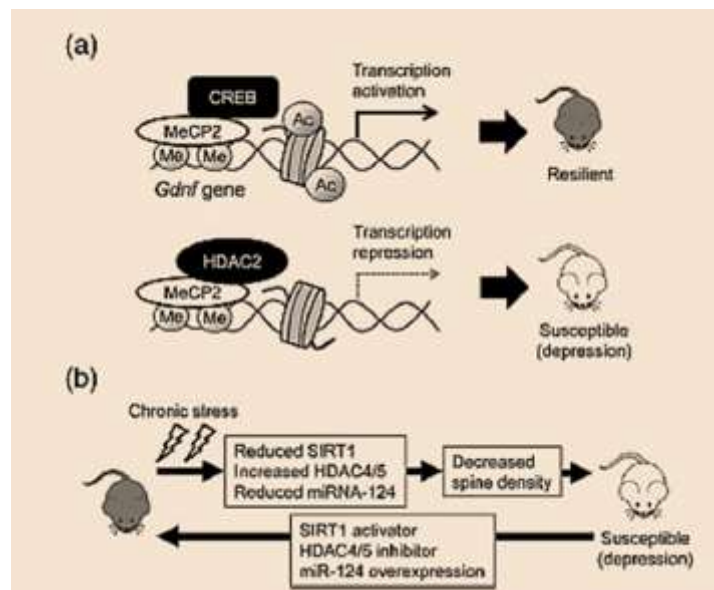 (a)
CREB
MeCP2
Me Me
Gdnf gene
Ac
Ac
Transcription
activation
Resilient
HDAC2
MeCP2
Me Me
Transcription
repression
Susceptible
(depression)
(b)
Chronic stress
Reduced SIRT1
Increased HDAC4/5
Reduced miRNA-124
Decreased
spine density
SIRT1 activator
HDAC4/5 inhibitor
miR-124 overexpression
Susceptible
(depression)